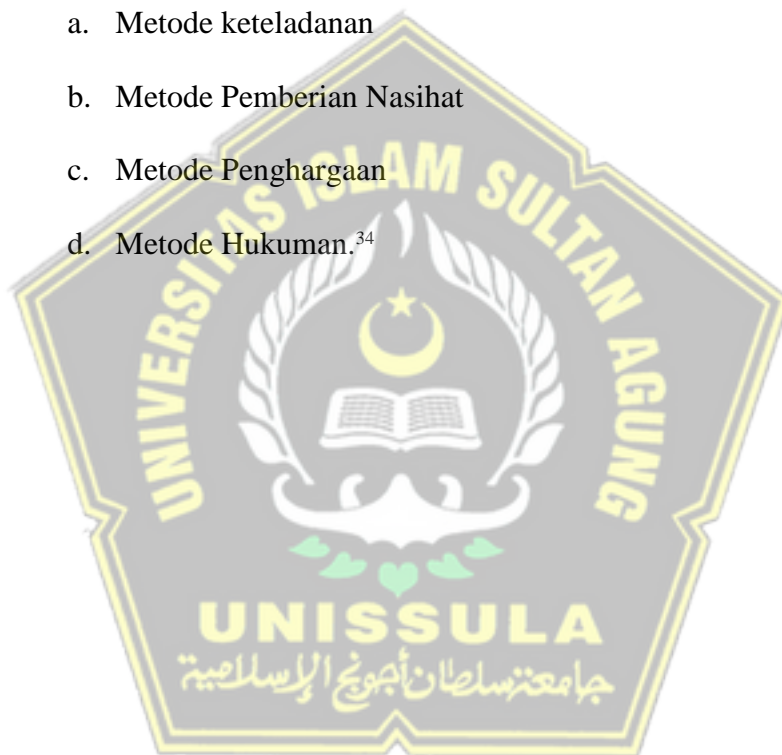 a. Metode keteladanan
b. Metode Pemberian Nasihat
c. Metode Penghargaan
d. Metode Hukuman.³⁴
UNIVERSITAS ISLAM SULTAN AGUNG
UNISSULA
جامعة سلطان أجونج الإسلامية